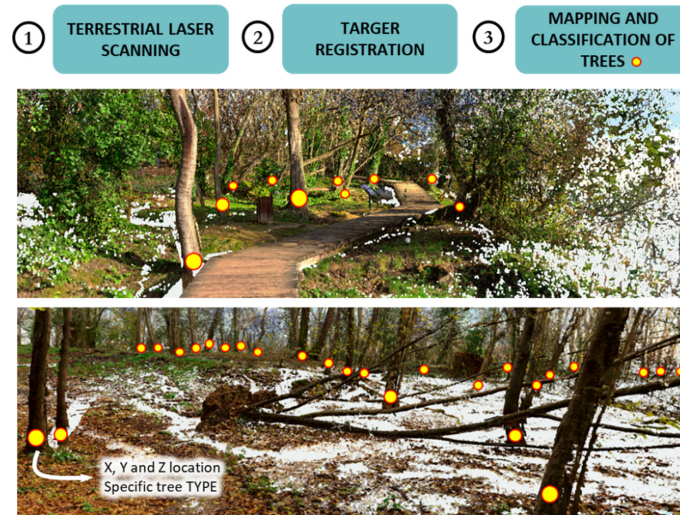 1
TERRESTRIAL LASER
SCANNING
2
TARGER
REGISTRATION
3
MAPPING AND
CLASSIFICATION OF
TREES
X, Y and Z location
Specific tree TYPE